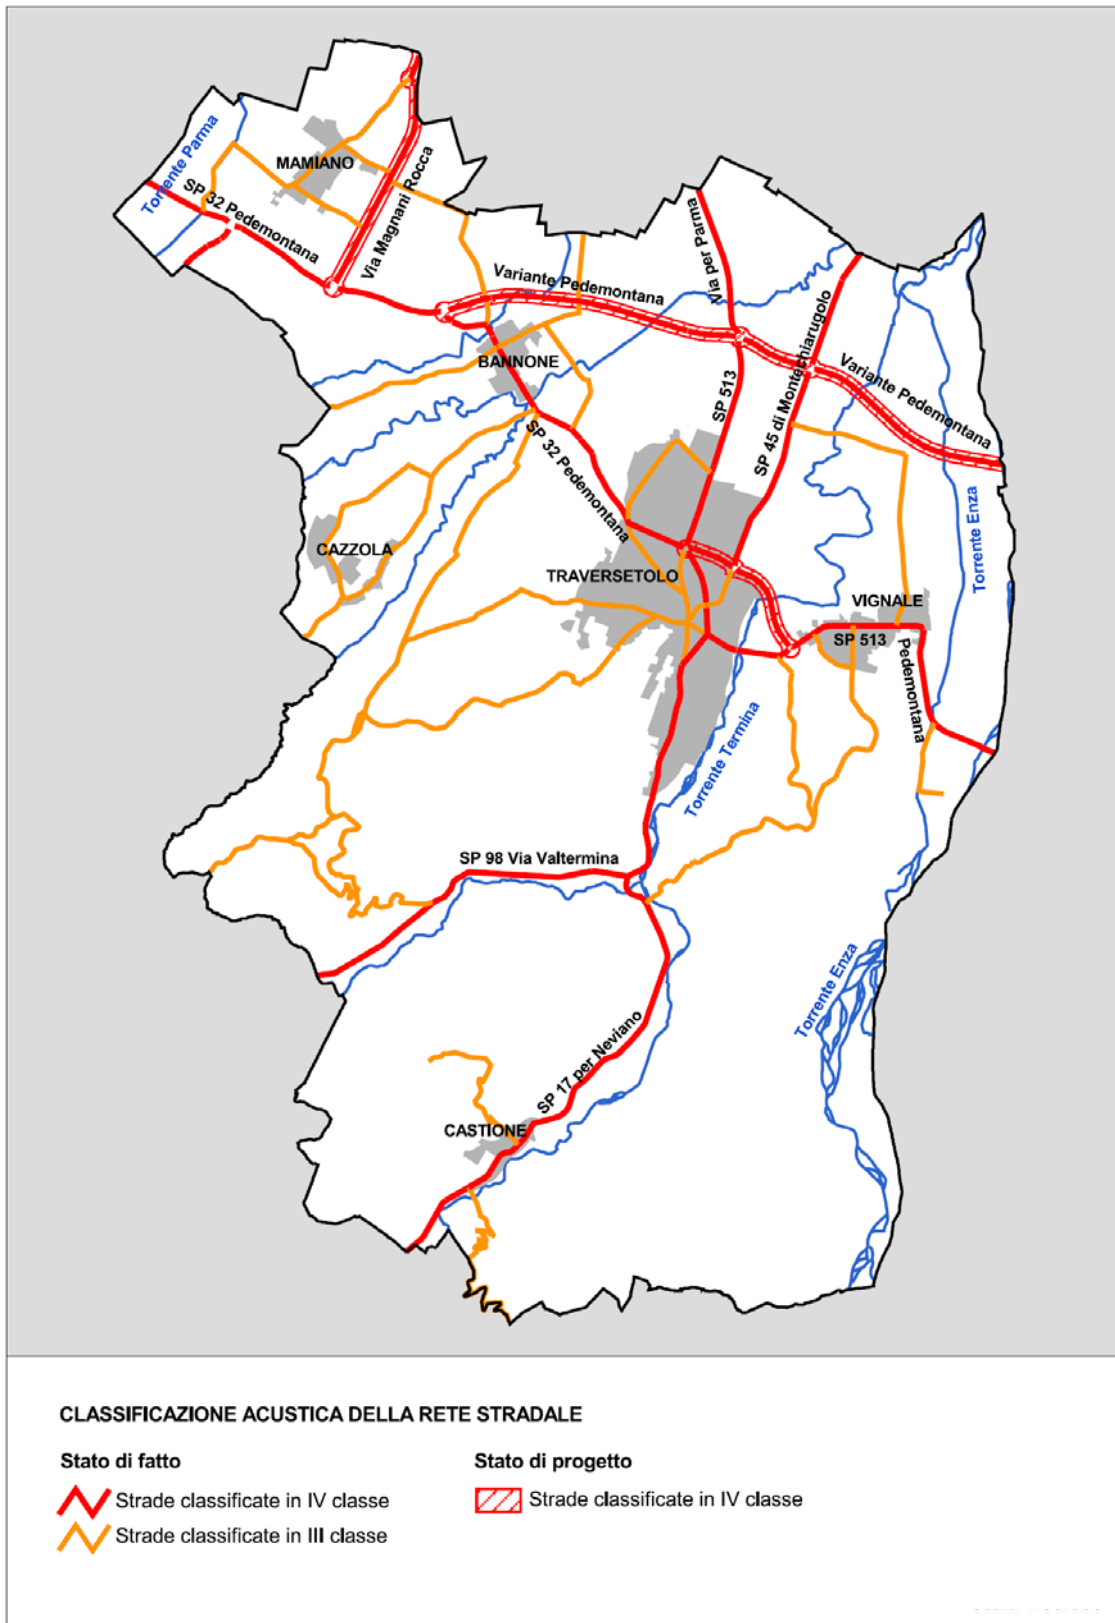 Torrente Parma
MAMIANO
SP 32 Pedemontana
Via Magnani Rocca
Variante Pedemontana
Via per Parma
SP 45 di Montechiarugolo
Variante Pedemontana
BANNONE
SP 513
SP 32 Pedemontana
CAZZOLA
TRAVERSETOLO
Torrente Enza
VIGNALE
SP 513
Pedemontana
Torrente Termina
SP 98 Via Valtermina
Torrente Enza
SP 17 per Neviano
CASTIONE
CLASSIFICAZIONE ACUSTICA DELLA RETE STRADALE
Stato di fatto
Strade classificate in IV classe
Strade classificate in III classe
Stato di progetto
Strade classificate in IV classe